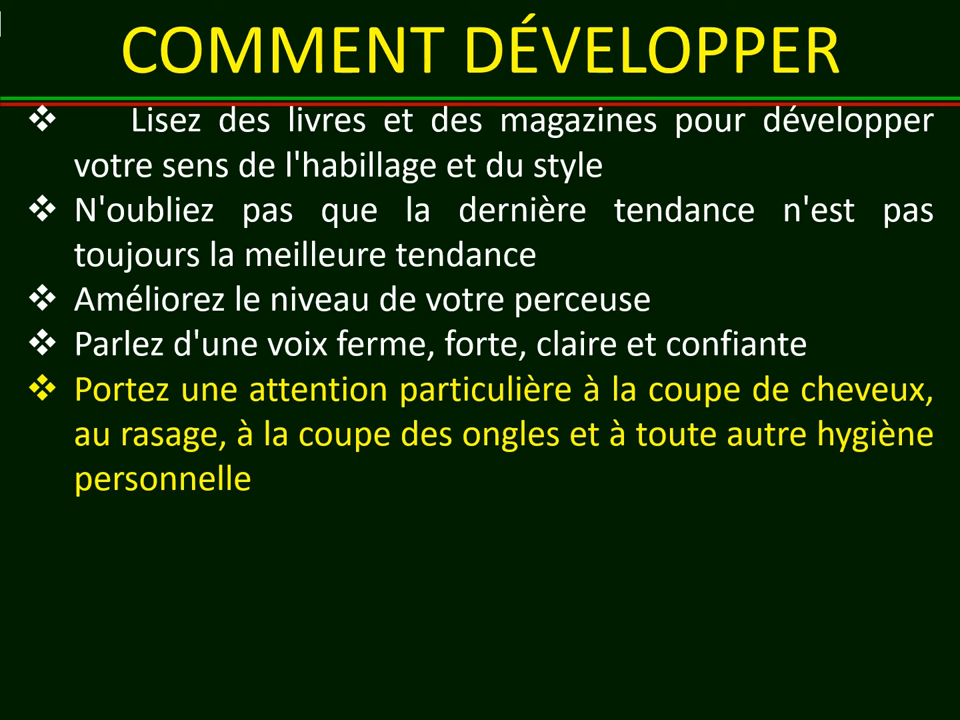 COMMENT DÉVELOPPER
❖ Lisez des livres et des magazines pour développer
votre sens de l'habillage et du style
❖ N'oubliez pas que la dernière tendance n'est pas
toujours la meilleure tendance
❖ Améliorez le niveau de votre perceuse
❖ Parlez d'une voix ferme, forte, claire et confiante
❖ Portez une attention particulière à la coupe de cheveux,
au rasage, à la coupe des ongles et à toute autre hygiène
personnelle